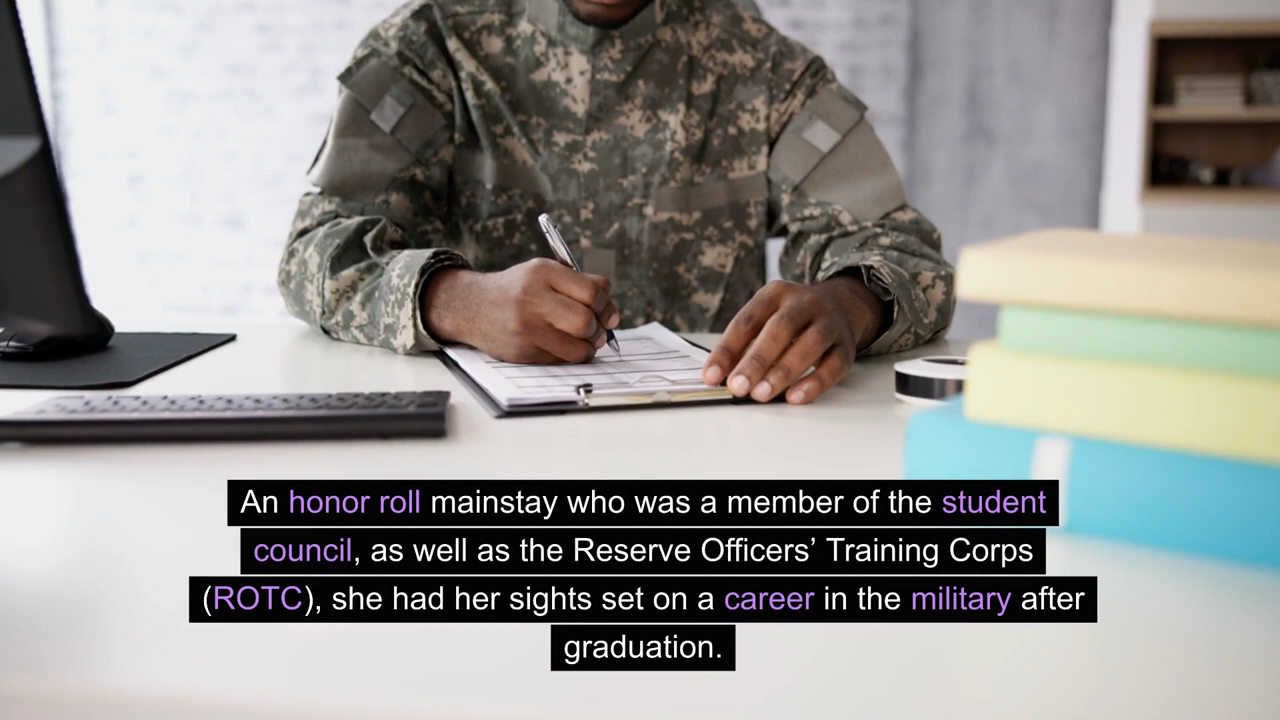 An honor roll mainstay who was a member of the student
council, as well as the Reserve Officers’ Training Corps
(ROTC), she had her sights set on a career in the military after
graduation.